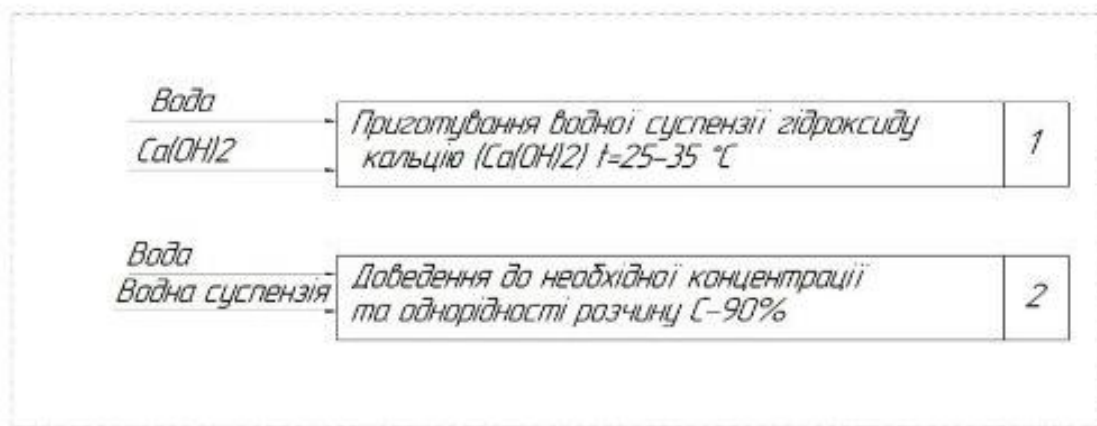 Вода
Приготування водної суспензії гідроксиду
1
Ca(OH)2
кальцію (Ca(OH)2) t=25-35 °C
Вода
Доведення до необхідної концентрації
2
Водна суспензія
та однорідності розчину C-90%